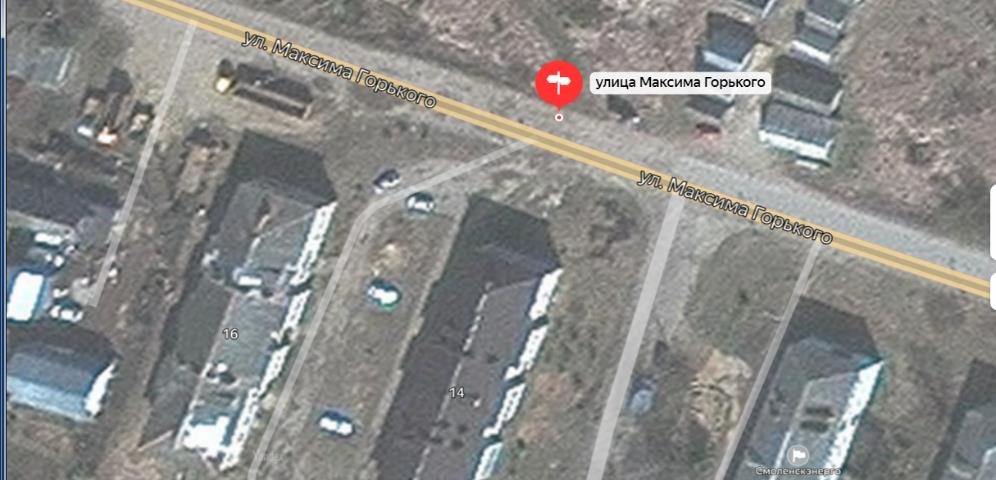 ул. Максима Горького
улица Максима Горького
ул. Максима Горького
16
14
Смоленскэнерго